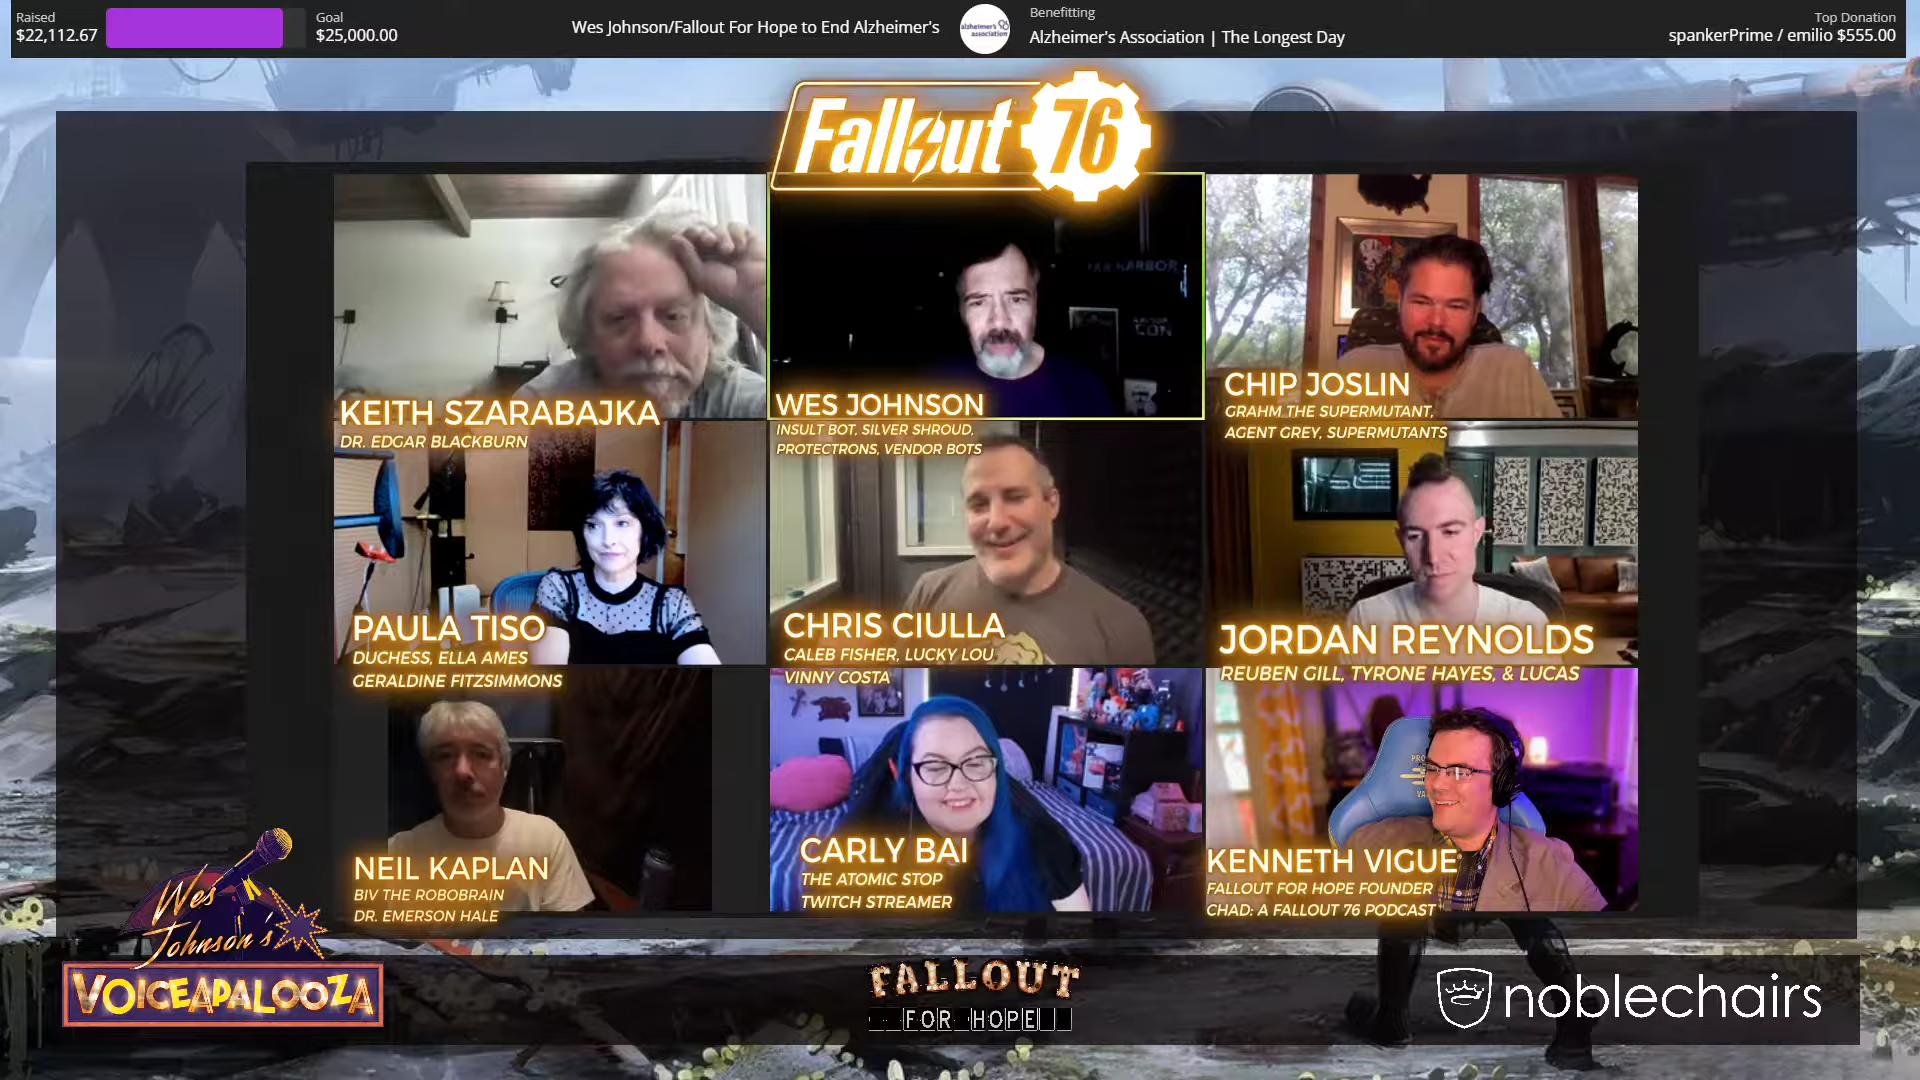 Raised
$22,112.67
Goal
$25,000.00
Wes Johnson/Fallout For Hope to End Alzheimer's
alzheimer's association
Benefitting
Alzheimer's Association | The Longest Day
Top Donation
spankerPrime / emilio $555.00
Fallout 76
KEITH SZARABAJKA
DR. EDGAR BLACKBURN
WES JOHNSON
INSULT BOT, SILVER SHROUD,
PROTECTRONS, VENDOR BOTS
CHIP JOSLIN
GRAHM THE SUPERMUTANT,
AGENT GREY, SUPERMUTANTS
PAULA TISO
DUCHESS, ELLA AMES
GERALDINE FITZSIMMONS
CHRIS CIULLA
CALEB FISHER, LUCKY LOU
VINNY COSTA
JORDAN REYNOLDS
REUBEN GILL, TYRONE HAYES, & LUCAS
NEIL KAPLAN
BIV THE ROBOBRAIN
DR. EMERSON HALE
CARLY BAI
THE ATOMIC STOP
TWITCH STREAMER
KENNETH VIGUE
FALLOUT FOR HOPE FOUNDER
CHAD: A FALLOUT 76 PODCAST
Wes
Johnson's
VOICEAPALOOZA
FALLOUT
FOR HOPE
noblechairs